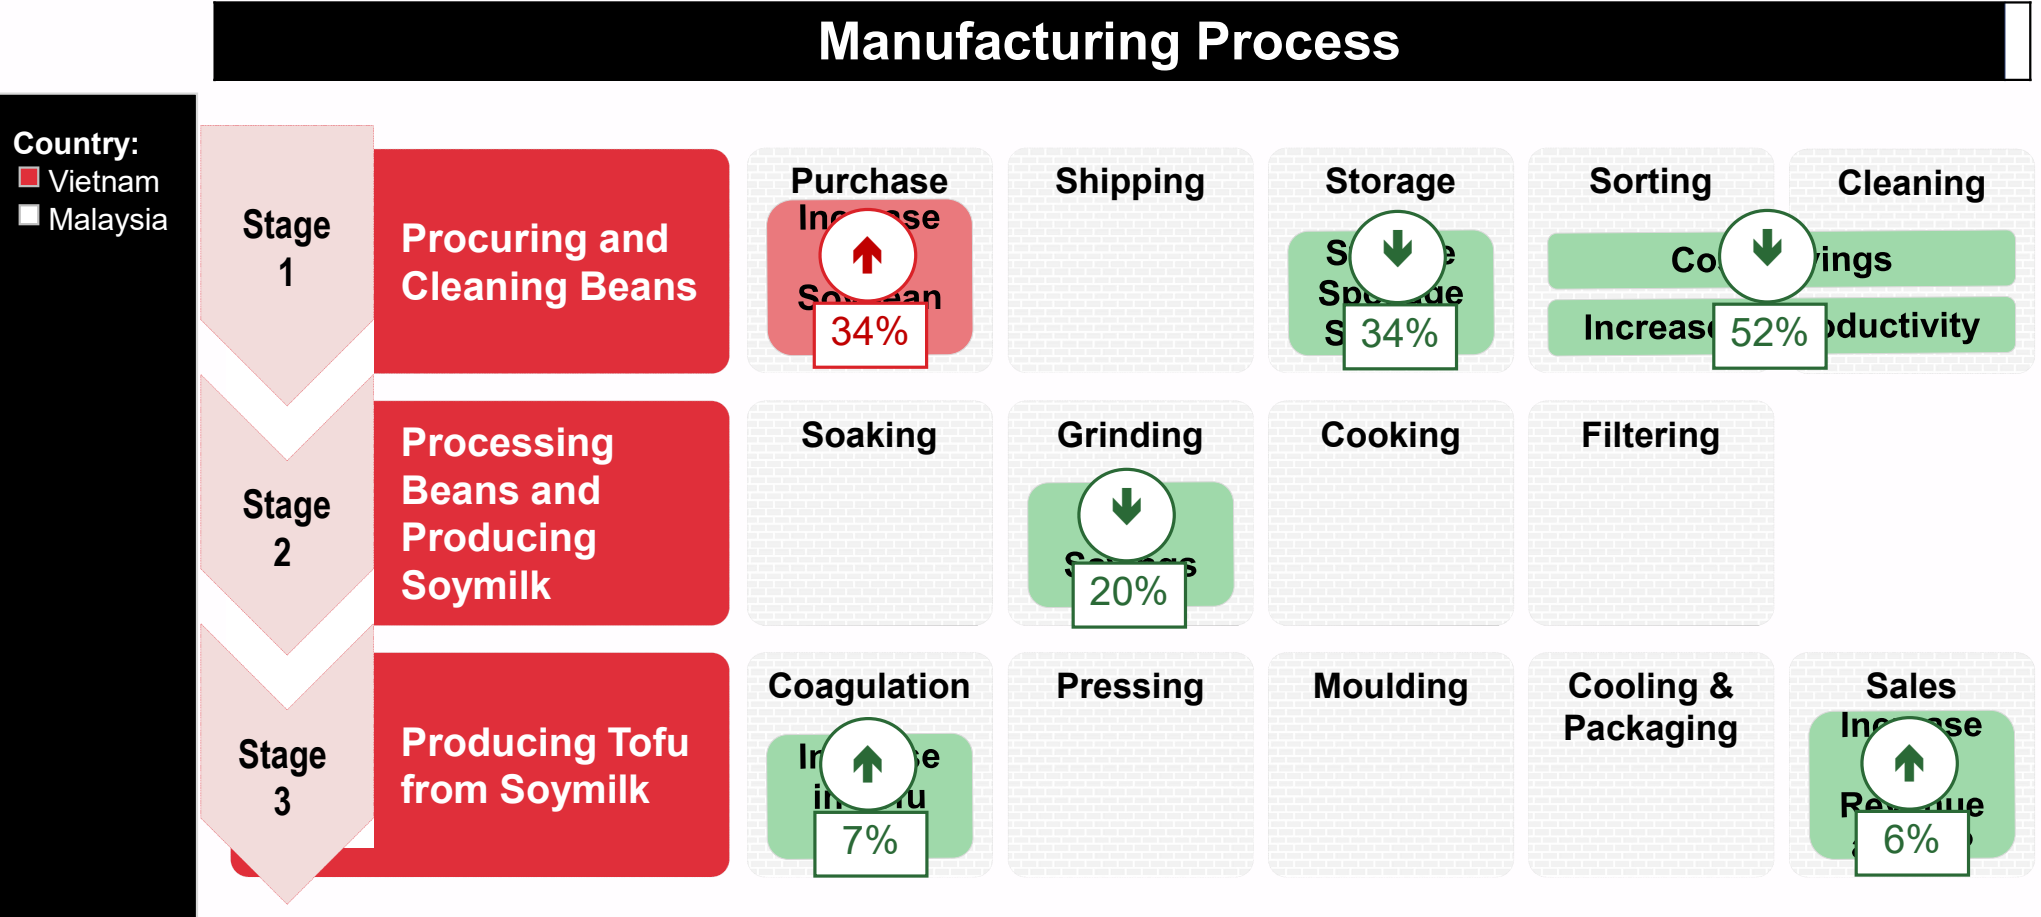 Manufacturing Process
Country:
Vietnam
Malaysia
Stage
1
Procuring and
Cleaning Beans
Purchase
34%
Shipping
Storage
34%
Sorting
Cleaning
52%
Stage
2
Processing
Beans and
Producing
Soymilk
Soaking
Grinding
20%
Cooking
Filtering
Stage
3
Producing Tofu
from Soymilk
Coagulation
7%
Pressing
Moulding
Cooling &
Packaging
Sales
6%